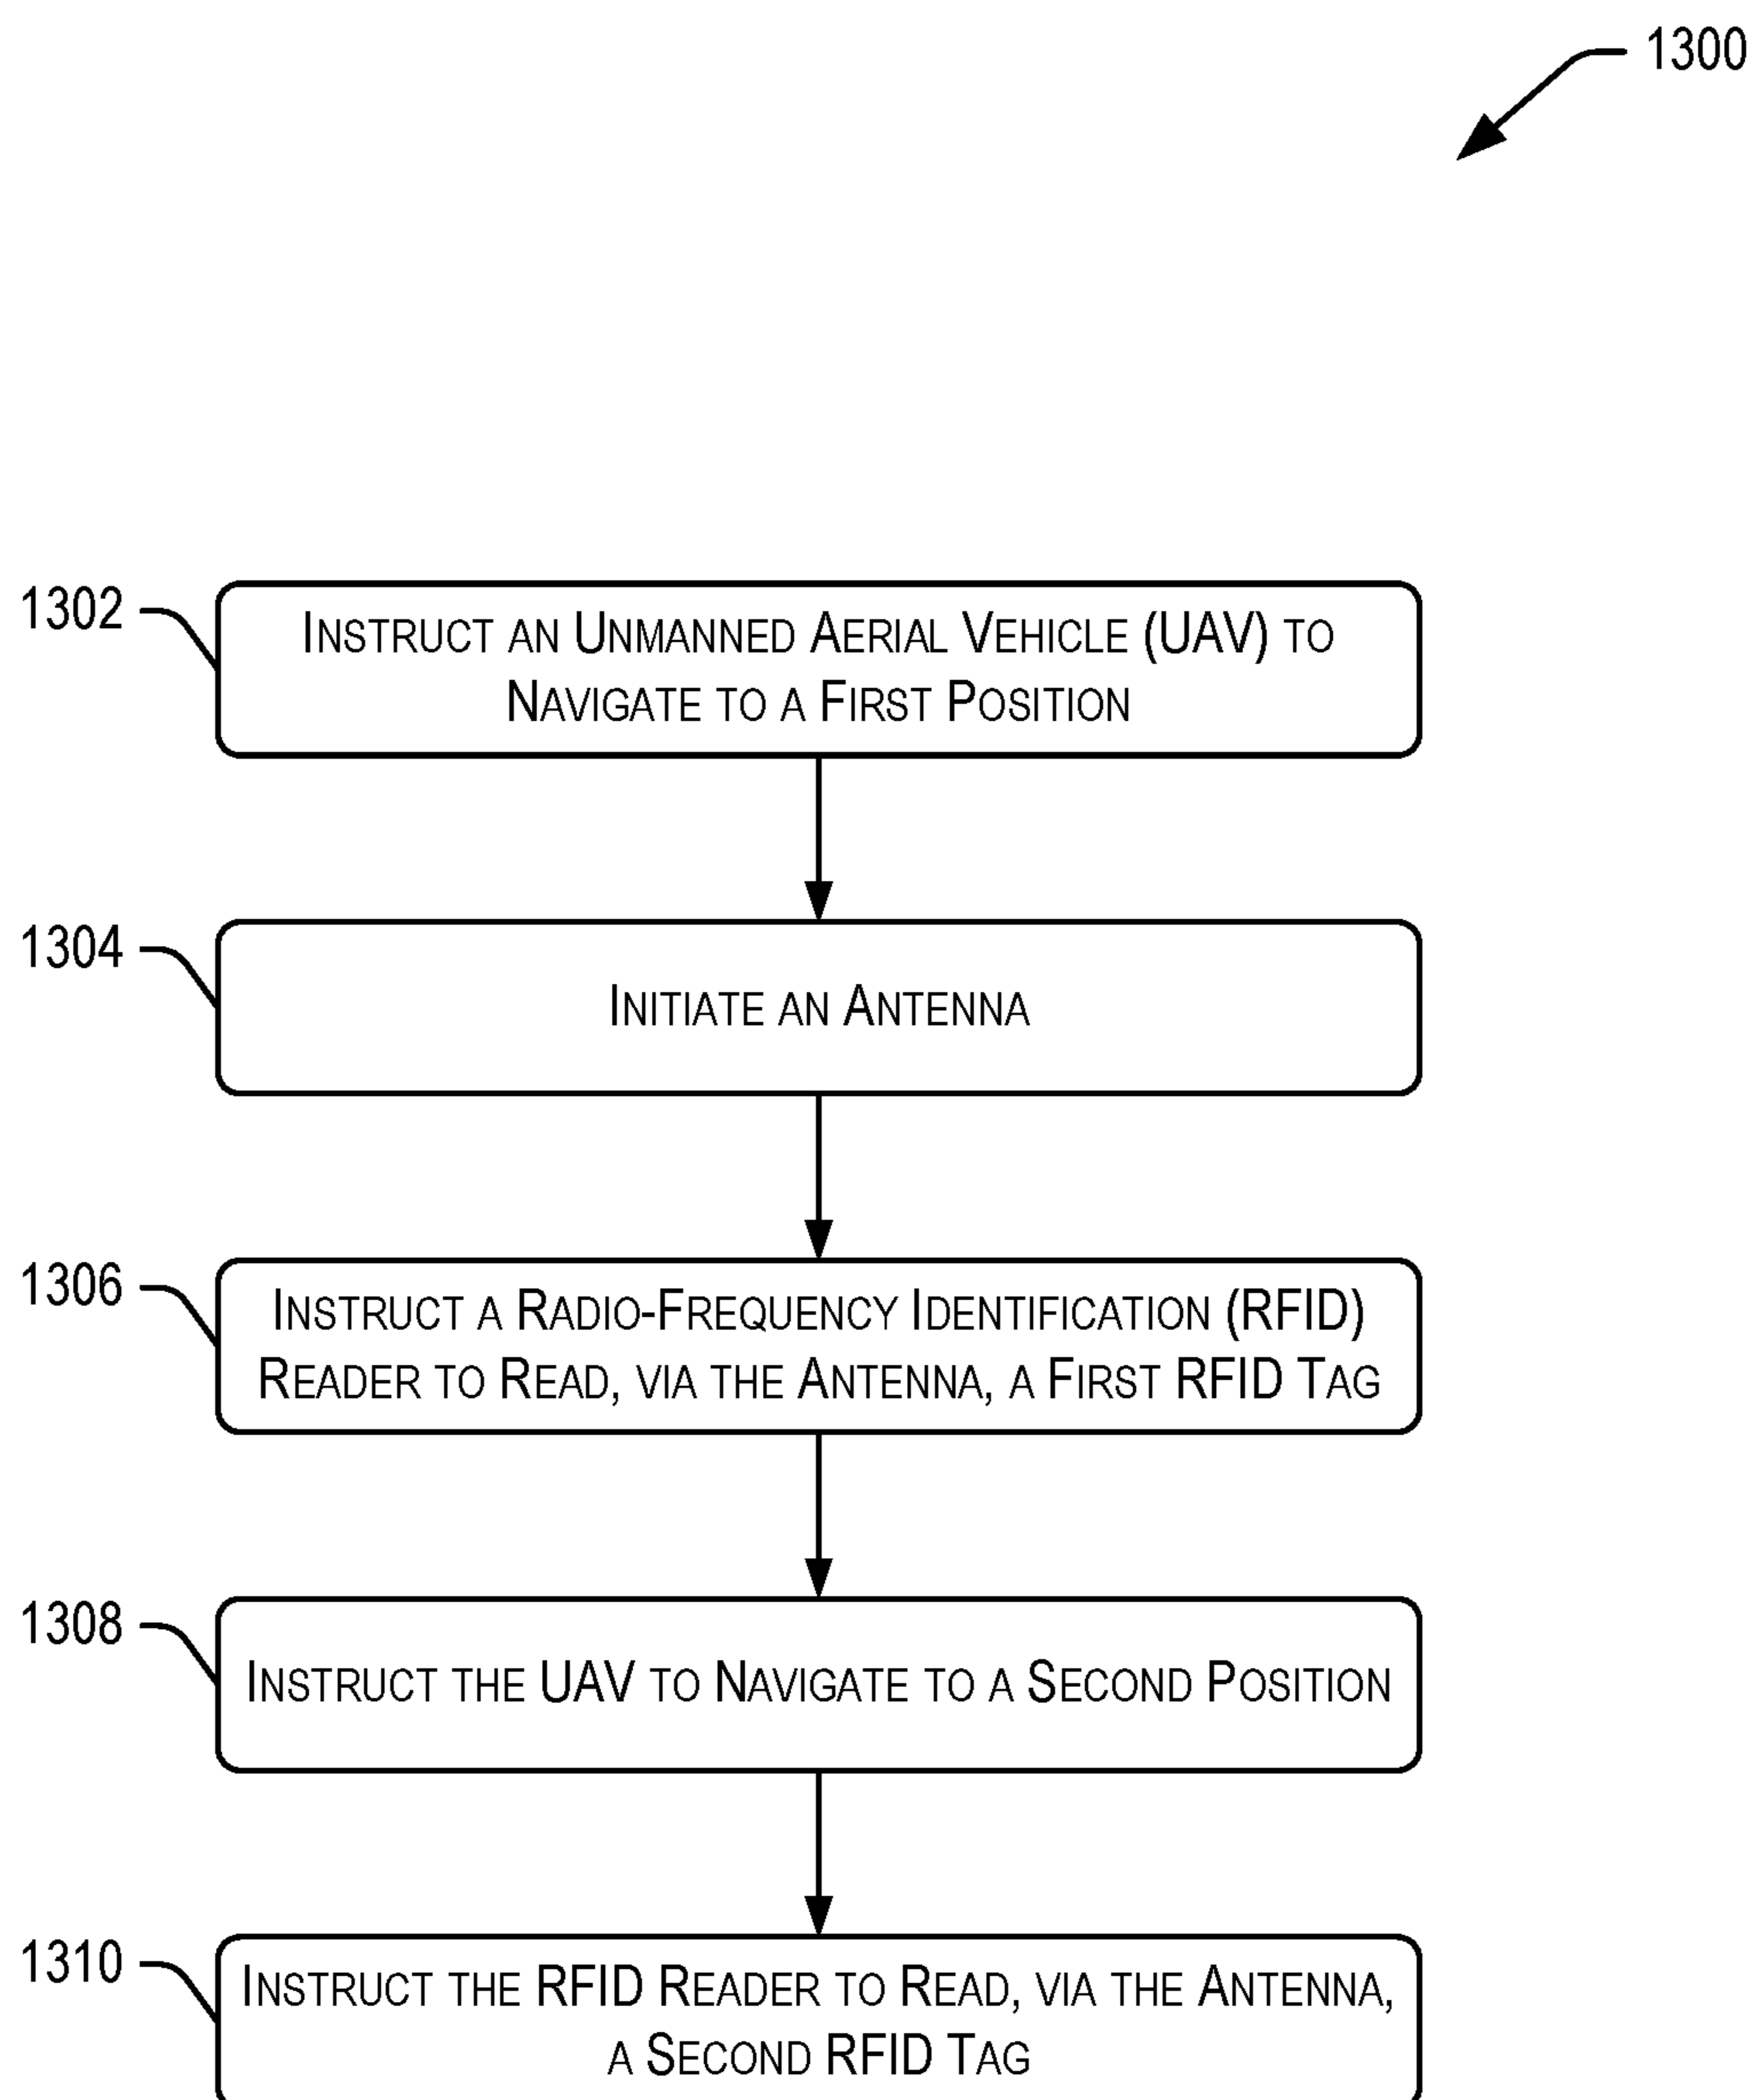 1300
1302
Instruct an Unmanned Aerial Vehicle (UAV) to
Navigate to a First Position
1304
Initiate an Antenna
1306
Instruct a Radio-Frequency Identification (RFID)
Reader to Read, via the Antenna, a First RFID Tag
1308
Instruct the UAV to Navigate to a Second Position
1310
Instruct the RFID Reader to Read, via the Antenna,
a Second RFID Tag